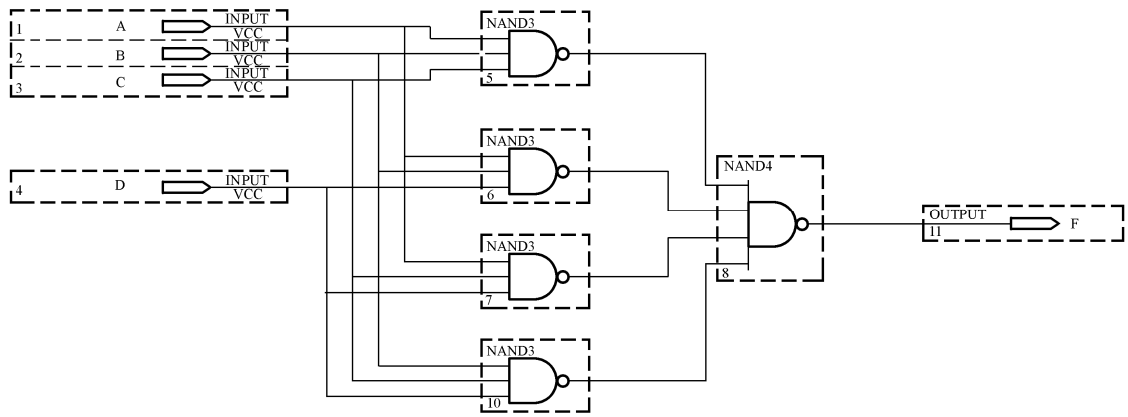 1 A INPUT
VCC
2 B INPUT
VCC
3 C INPUT
VCC
4 D INPUT
VCC
NAND3
5
NAND3
6
NAND3
7
NAND3
10
NAND4
8
OUTPUT
11 F